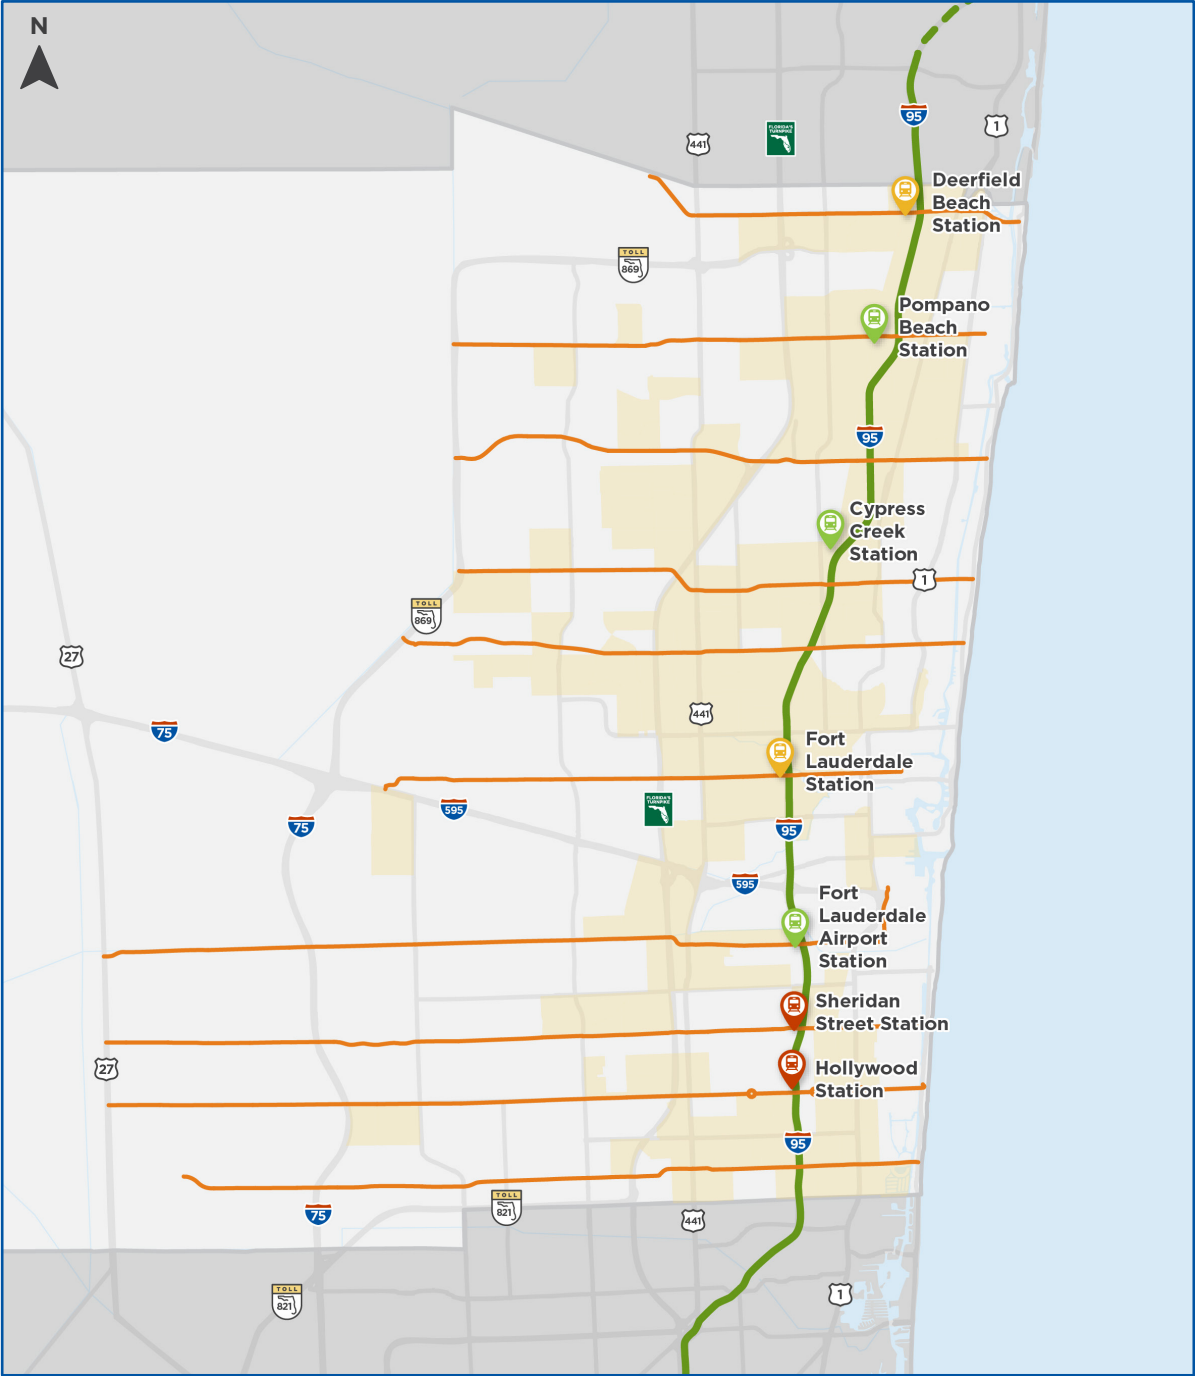 N
95
1
441
FLORIDA'S
TURNPIKE
Deerfield
Beach
Station
TOLL
869
Pompano
Beach
Station
95
Cypress
Creek
Station
1
TOLL
869
27
441
75
Fort
Lauderdale
Station
FLORIDA'S
TURNPIKE
595
75
95
595
Fort
Lauderdale
Airport
Station
Sheridan
Street Station
27
Hollywood
Station
95
TOLL
821
75
441
TOLL
821
1